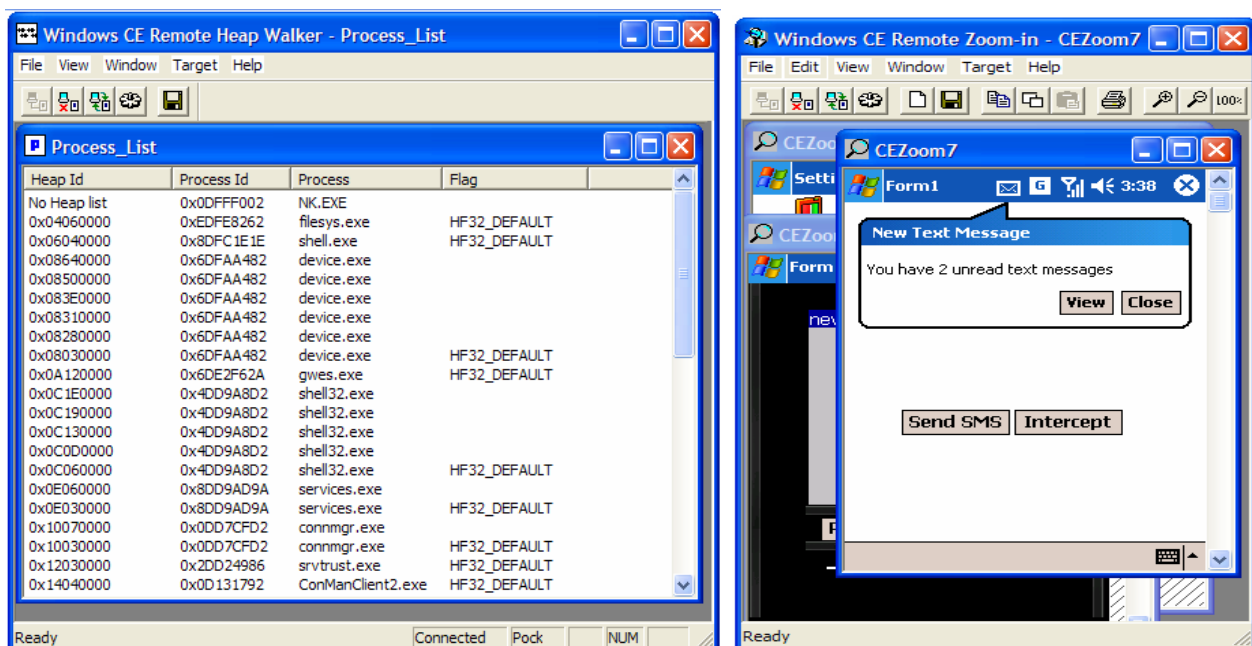 Windows CE Remote Heap Walker - Process_List
File View Window Target Help
Process_List
Heap Id Process Id Process Flag
No Heap list 0x0DFFF002 NK.EXE
0x04060000 0xEDFE8262 filesys.exe HF32_DEFAULT
0x06040000 0x8DFC1E1E shell.exe HF32_DEFAULT
0x08640000 0x6DFAA482 device.exe
0x08500000 0x6DFAA482 device.exe
0x083E0000 0x6DFAA482 device.exe
0x08310000 0x6DFAA482 device.exe
0x08280000 0x6DFAA482 device.exe
0x08030000 0x6DFAA482 device.exe HF32_DEFAULT
0x0A120000 0x6DE2F62A gwes.exe HF32_DEFAULT
0x0C1E0000 0x4DD9A8D2 shell32.exe
0x0C190000 0x4DD9A8D2 shell32.exe
0x0C130000 0x4DD9A8D2 shell32.exe
0x0C0D0000 0x4DD9A8D2 shell32.exe
0x0C060000 0x4DD9A8D2 shell32.exe HF32_DEFAULT
0x0E060000 0x8DD9AD9A services.exe
0x0E030000 0x8DD9AD9A services.exe HF32_DEFAULT
0x10070000 0x0DD7CFD2 connmgr.exe
0x10030000 0x0DD7CFD2 connmgr.exe HF32_DEFAULT
0x12030000 0x2DD24986 srvtrust.exe HF32_DEFAULT
0x14040000 0x0D131792 ConManClient2.exe HF32_DEFAULT
Ready Connected Pock NUM
Windows CE Remote Zoom-in - CEZoom7
File Edit View Window Target Help
100%
CEZoo
Setti
CEZoo
Form
nev
CEZoom7
Form1 G 3:38
New Text Message
You have 2 unread text messages
View Close
Send SMS Intercept
Ready